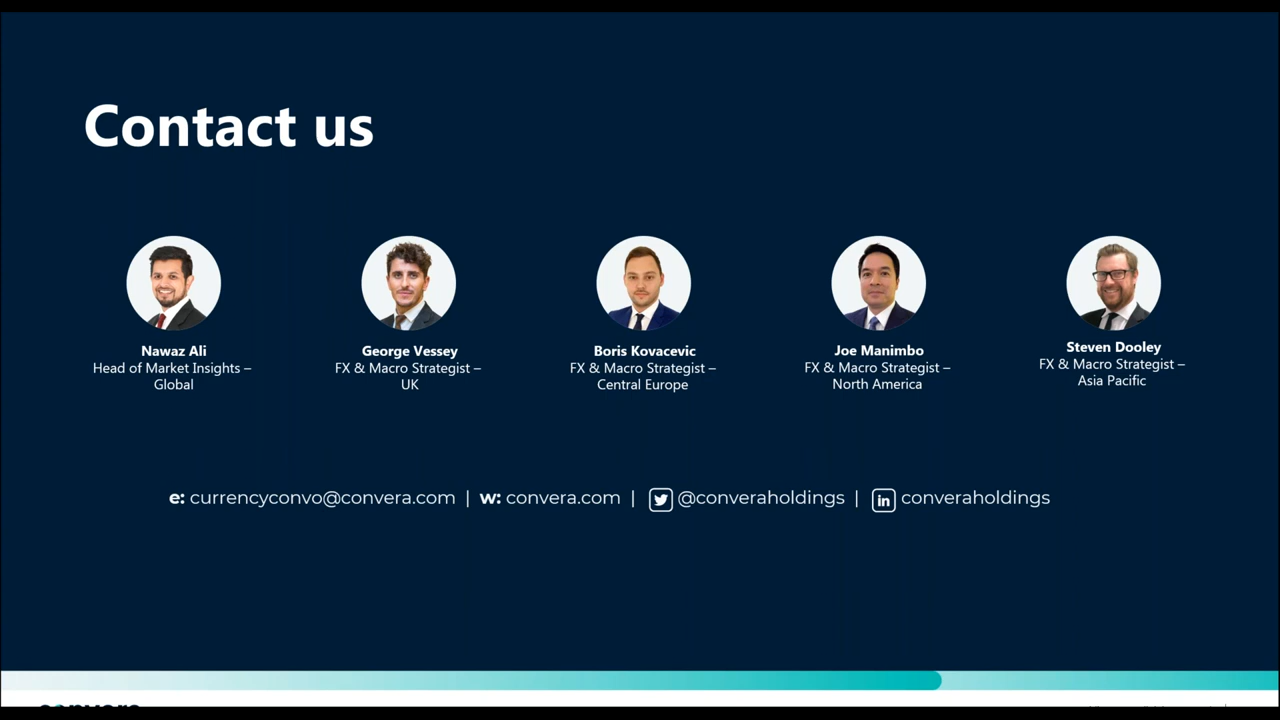 Contact us
Nawaz Ali
Head of Market Insights –
Global
George Vessey
FX & Macro Strategist –
UK
Boris Kovacevic
FX & Macro Strategist –
Central Europe
Joe Manimbo
FX & Macro Strategist –
North America
Steven Dooley
FX & Macro Strategist –
Asia Pacific
e: currencyconvo@convera.com | w: convera.com | @converaholdings | in converaholdings
convera